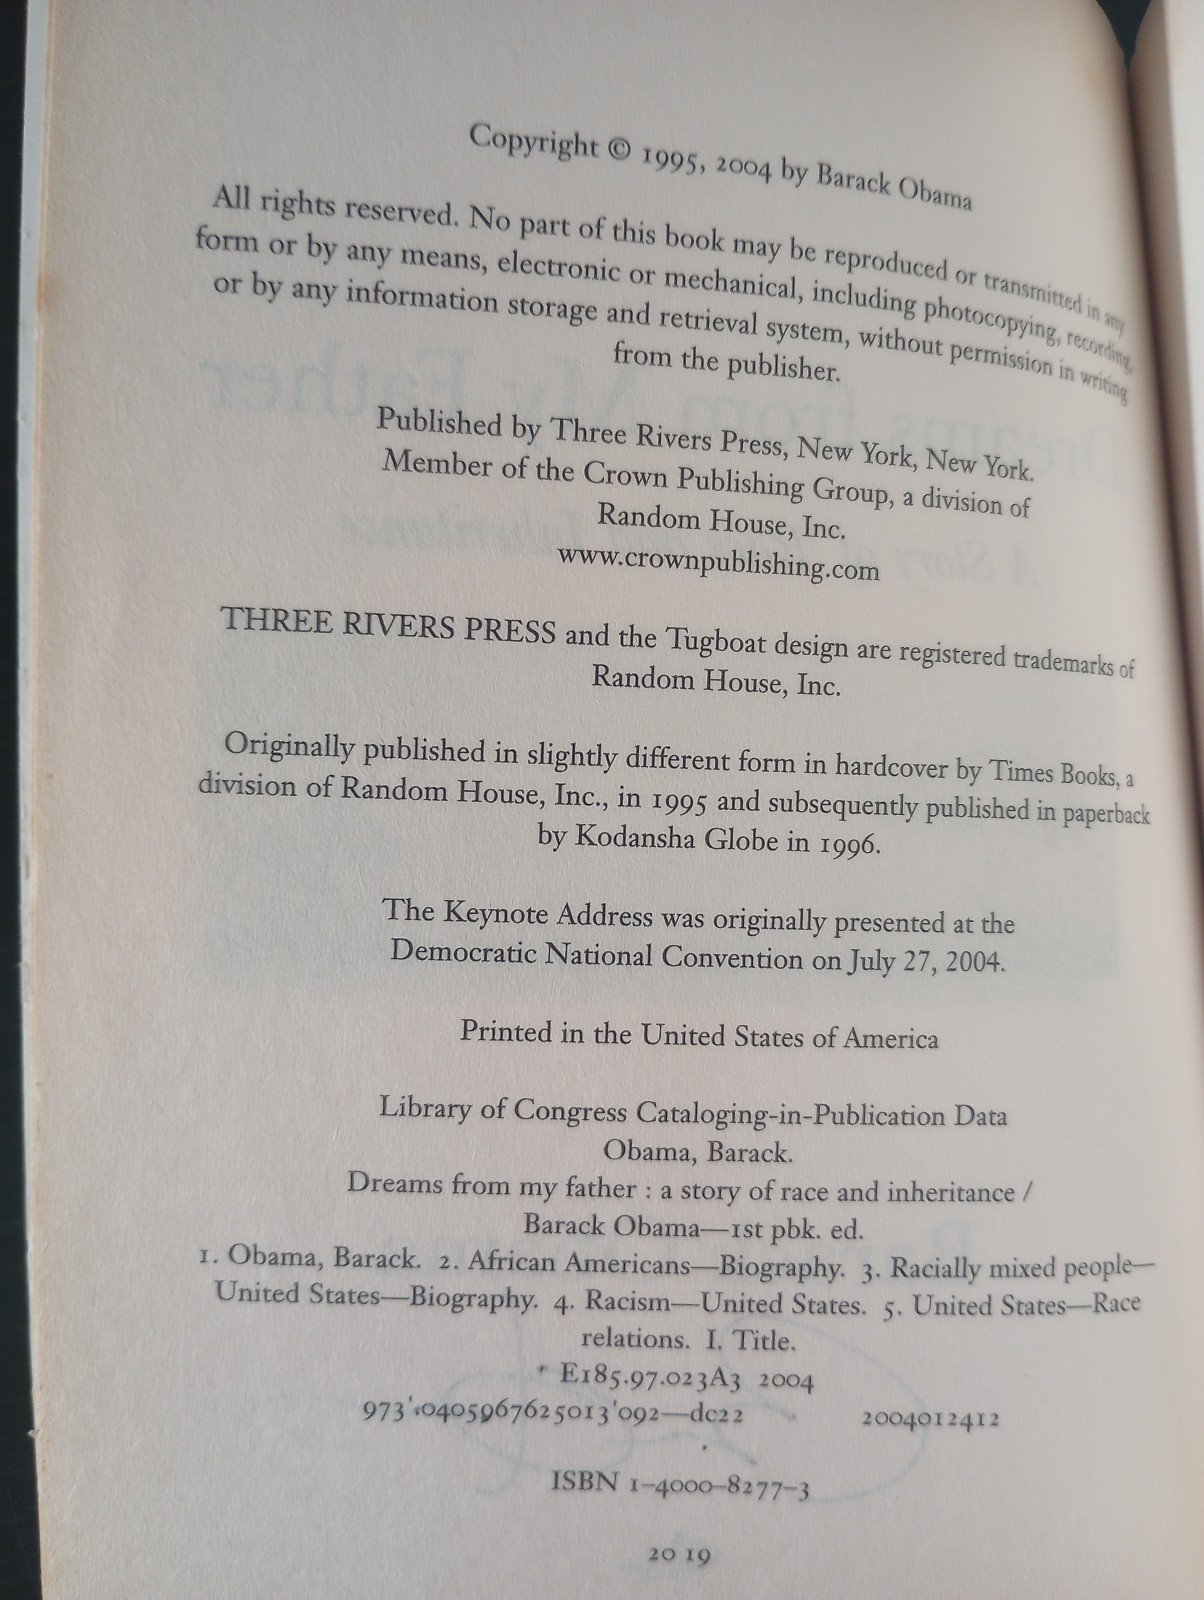 Copyright © 1995, 2004 by Barack Obama
All rights reserved. No part of this book may be reproduced or transmitted in any
form or by any means, electronic or mechanical, including photocopying, recording,
or by any information storage and retrieval system, without permission in writing
from the publisher.
Published by Three Rivers Press, New York, New York.
Member of the Crown Publishing Group, a division of
Random House, Inc.
www.crownpublishing.com
THREE RIVERS PRESS and the Tugboat design are registered trademarks of
Random House, Inc.
Originally published in slightly different form in hardcover by Times Books, a
division of Random House, Inc., in 1995 and subsequently published in paperback
by Kodansha Globe in 1996.
The Keynote Address was originally presented at the
Democratic National Convention on July 27, 2004.
Printed in the United States of America
Library of Congress Cataloging-in-Publication Data
Obama, Barack.
Dreams from my father : a story of race and inheritance /
Barack Obama—1st pbk. ed.
1. Obama, Barack. 2. African Americans—Biography. 3. Racially mixed people—
United States—Biography. 4. Racism—United States. 5. United States—Race
relations. I. Title.
E185.97.023A3 2004
973'.0405967625013'092—dc22 2004012412
ISBN 1-4000-8277-3
20 19